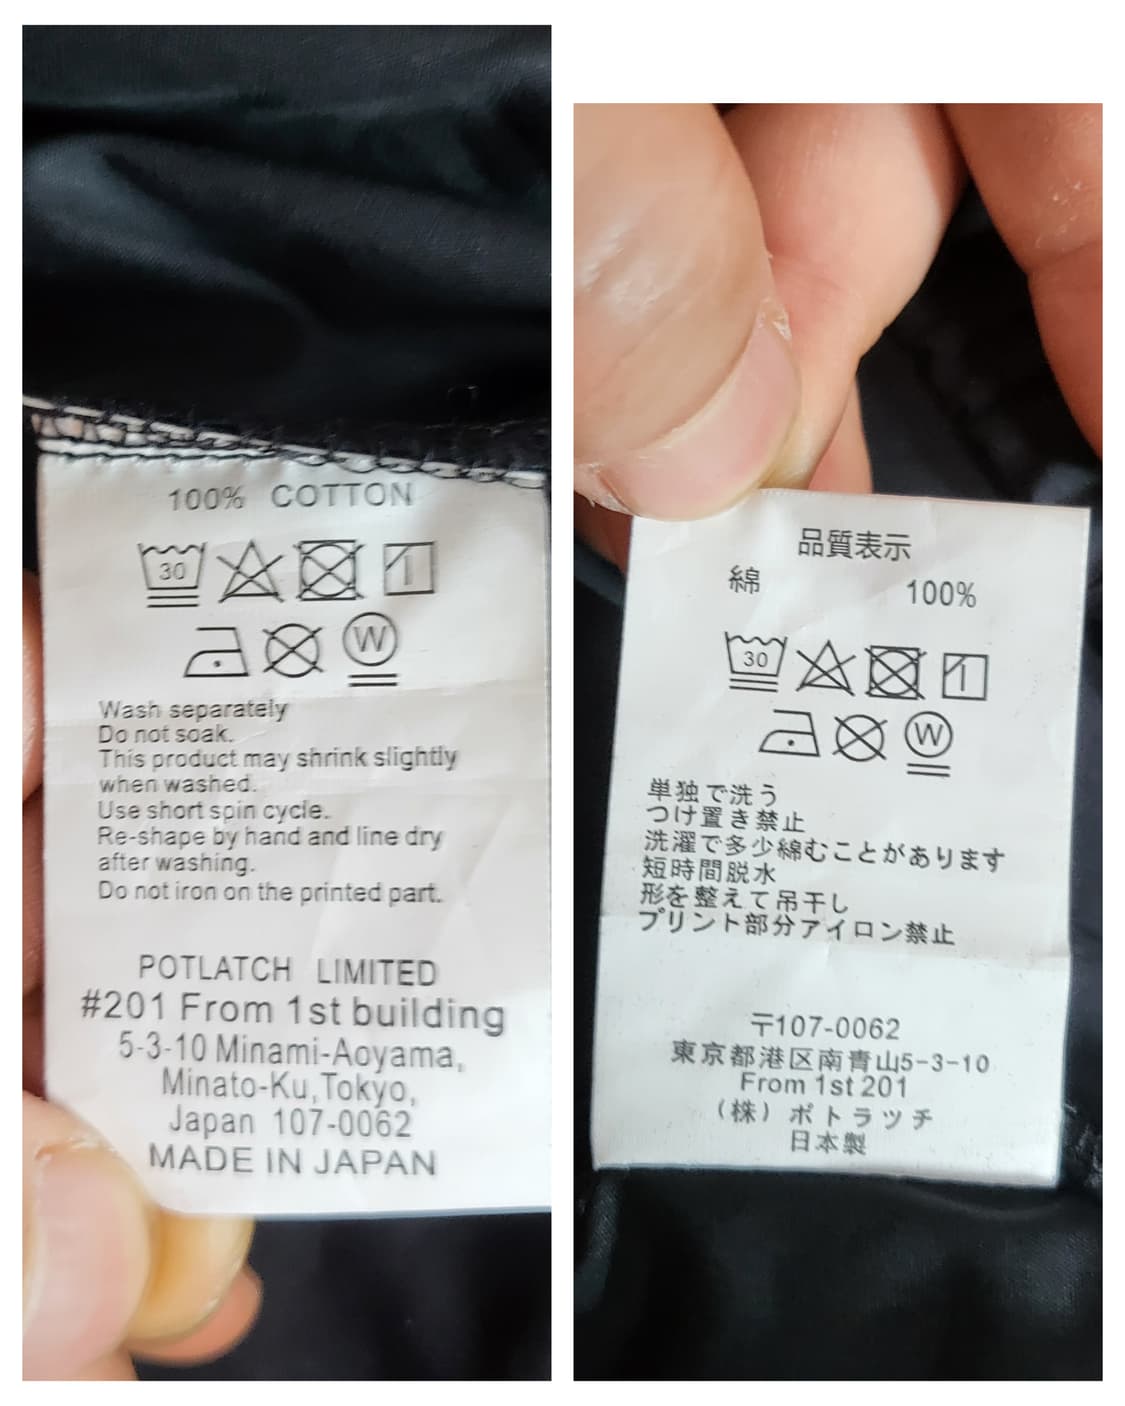 100% COTTON
30
W
Wash separately
Do not soak.
This product may shrink slightly
when washed.
Use short spin cycle.
Re-shape by hand and line dry
after washing.
Do not iron on the printed part.
POTLATCH LIMITED
#201 From 1st building
5-3-10 Minami-Aoyama,
Minato-Ku,Tokyo,
Japan 107-0062
MADE IN JAPAN
品質表示
綿 100%
30
W
単独で洗う
つけ置き禁止
洗濯で多少綿むことがあります
短時間脱水
形を整えて吊干し
プリント部分アイロン禁止
〒107-0062
東京都港区南青山5-3-10
From 1st 201
(株) ポトラッチ
日本製